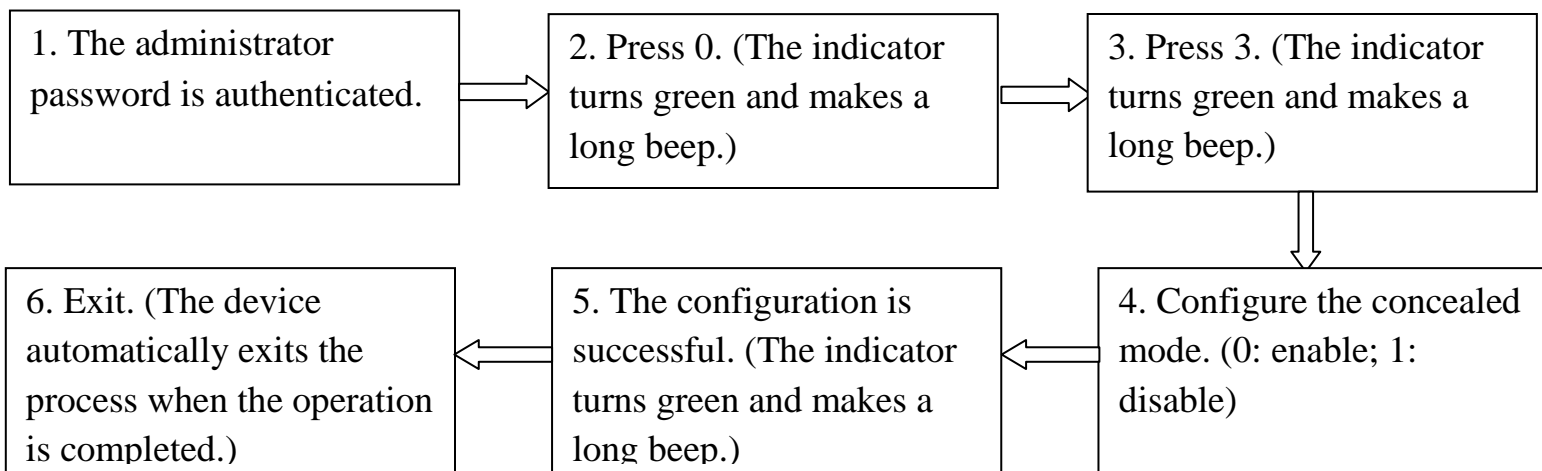 1. The administrator
password is authenticated.
2. Press 0. (The indicator
turns green and makes a
long beep.)
3. Press 3. (The indicator
turns green and makes a
long beep.)
4. Configure the concealed
mode. (0: enable; 1:
disable)
5. The configuration is
successful. (The indicator
turns green and makes a
long beep.)
6. Exit. (The device
automatically exits the
process when the operation
is completed.)